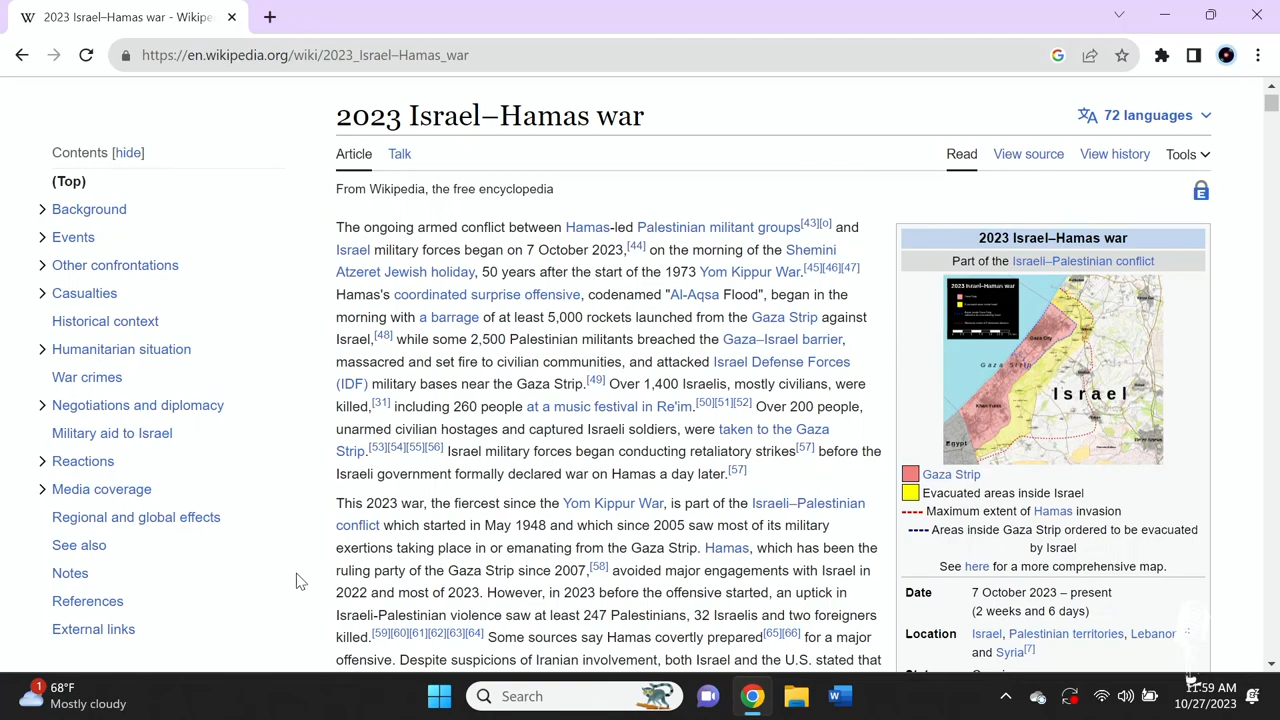 2023 Israel–Hamas war - Wikipe
https://en.wikipedia.org/wiki/2023_Israel–Hamas_war
2023 Israel–Hamas war
72 languages
Article Talk
Read View source View history Tools
From Wikipedia, the free encyclopedia
Contents [hide]
(Top)
Background
Events
Other confrontations
Casualties
Historical context
Humanitarian situation
War crimes
Negotiations and diplomacy
Military aid to Israel
Reactions
Media coverage
Regional and global effects
See also
Notes
References
External links
The ongoing armed conflict between Hamas-led Palestinian militant groups[43][o] and
Israel military forces began on 7 October 2023,[44] on the morning of the Shemini
Atzeret Jewish holiday, 50 years after the start of the 1973 Yom Kippur War.[45][46][47]
Hamas's coordinated surprise offensive, codenamed "Al-Aqsa Flood", began in the
morning with a barrage of at least 5,000 rockets launched from the Gaza Strip against
Israel,[48] while some 2,500 Palestinian militants breached the Gaza–Israel barrier,
massacred and set fire to civilian communities, and attacked Israel Defense Forces
(IDF) military bases near the Gaza Strip.[49] Over 1,400 Israelis, mostly civilians, were
killed,[31] including 260 people at a music festival in Re'im.[50][51][52] Over 200 people,
unarmed civilian hostages and captured Israeli soldiers, were taken to the Gaza
Strip.[53][54][55][56] Israel military forces began conducting retaliatory strikes[57] before the
Israeli government formally declared war on Hamas a day later.[57]
This 2023 war, the fiercest since the Yom Kippur War, is part of the Israeli–Palestinian
conflict which started in May 1948 and which since 2005 saw most of its military
exertions taking place in or emanating from the Gaza Strip. Hamas, which has been the
ruling party of the Gaza Strip since 2007,[58] avoided major engagements with Israel in
2022 and most of 2023. However, in 2023 before the offensive started, an uptick in
Israeli-Palestinian violence saw at least 247 Palestinians, 32 Israelis and two foreigners
killed.[59][60][61][62][63][64] Some sources say Hamas covertly prepared[65][66] for a major
offensive. Despite suspicions of Iranian involvement, both Israel and the U.S. stated that
2023 Israel–Hamas war
Part of the Israeli–Palestinian conflict
2023 Israel–Hamas war
Gaza City
Gaza Strip
Israel
Khan Yunis
Egypt
Gaza Strip
Evacuated areas inside Israel
Maximum extent of Hamas invasion
Areas inside Gaza Strip ordered to be evacuated
by Israel
See here for a more comprehensive map.
Date 7 October 2023 – present
(2 weeks and 6 days)
Location Israel, Palestinian territories, Lebanon
and Syria[7]
1
68°F
Mostly cloudy
Search
11:59 AM
10/27/2023